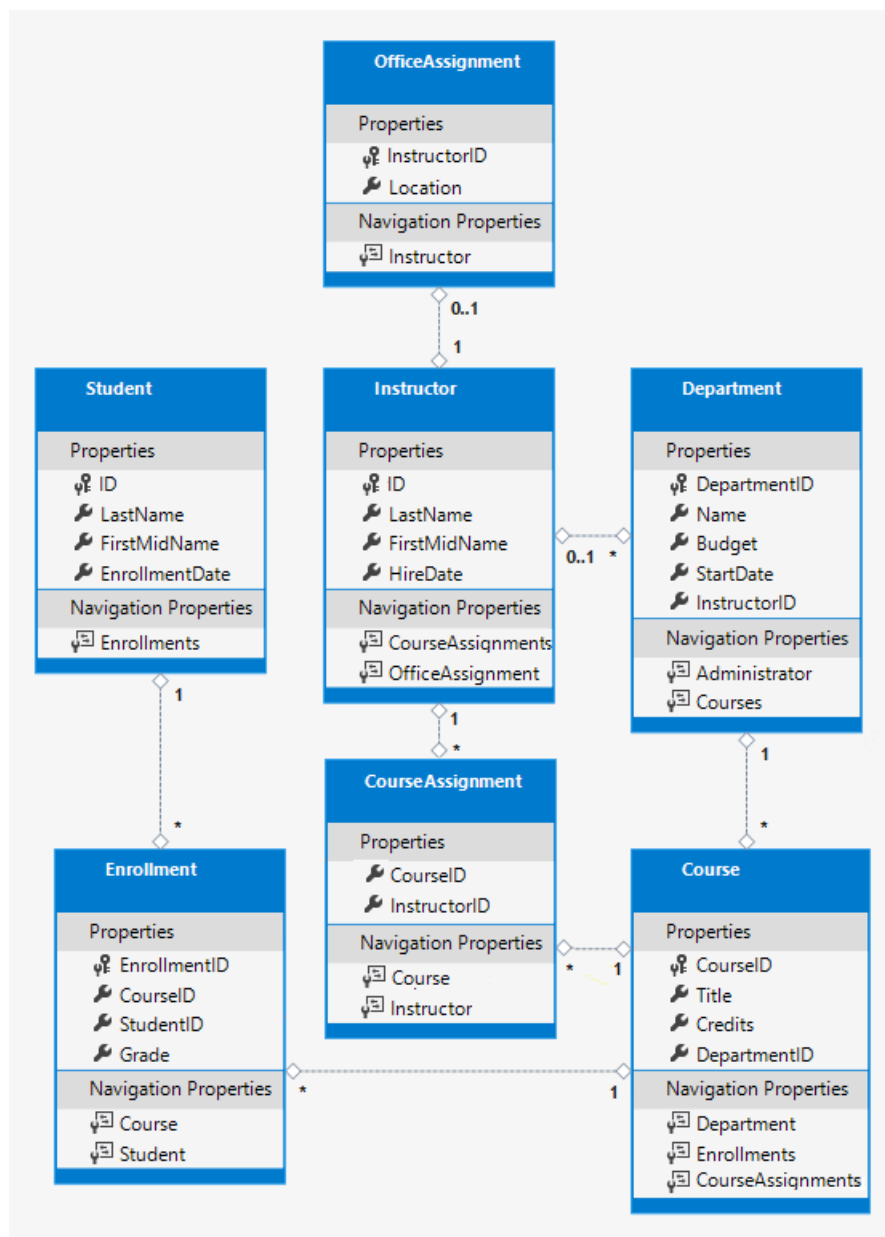 OfficeAssignment
Properties
InstructorID
Location
Navigation Properties
Instructor
0..1
1
Student
Properties
ID
LastName
FirstMidName
EnrollmentDate
Navigation Properties
Enrollments
1
*
Instructor
Properties
ID
LastName
FirstMidName
HireDate
Navigation Properties
CourseAssignments
OfficeAssignment
0..1 *
1
*
Department
Properties
DepartmentID
Name
Budget
StartDate
InstructorID
Navigation Properties
Administrator
Courses
1
*
CourseAssignment
Properties
CourseID
InstructorID
Navigation Properties
Course
Instructor
* 1
Enrollment
Properties
EnrollmentID
CourseID
StudentID
Grade
Navigation Properties
Course
Student
* 1
Course
Properties
CourseID
Title
Credits
DepartmentID
Navigation Properties
Department
Enrollments
CourseAssignments